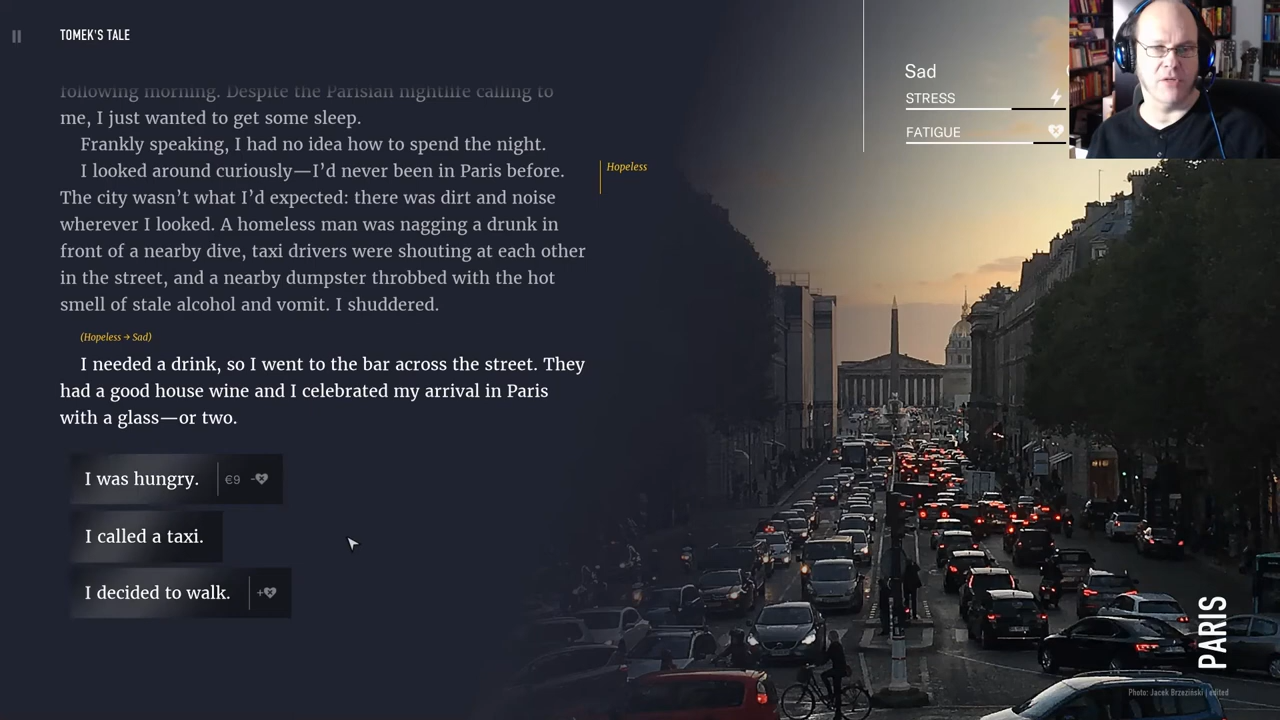 TOMEK'S TALE
following morning. Despite the Parisian nightlife calling to
me, I just wanted to get some sleep.
Frankly speaking, I had no idea how to spend the night.
I looked around curiously—I'd never been in Paris before.
The city wasn't what I'd expected: there was dirt and noise
wherever I looked. A homeless man was nagging a drunk in
front of a nearby dive, taxi drivers were shouting at each other
in the street, and a nearby dumpster throbbed with the hot
smell of stale alcohol and vomit. I shuddered.
Hopeless
(Hopeless → Sad)
I needed a drink, so I went to the bar across the street. They
had a good house wine and I celebrated my arrival in Paris
with a glass—or two.
I was hungry. €9 -
I called a taxi.
I decided to walk. +
Sad
STRESS
FATIGUE
PARIS
Photo: Jacek Brzeziński | edited